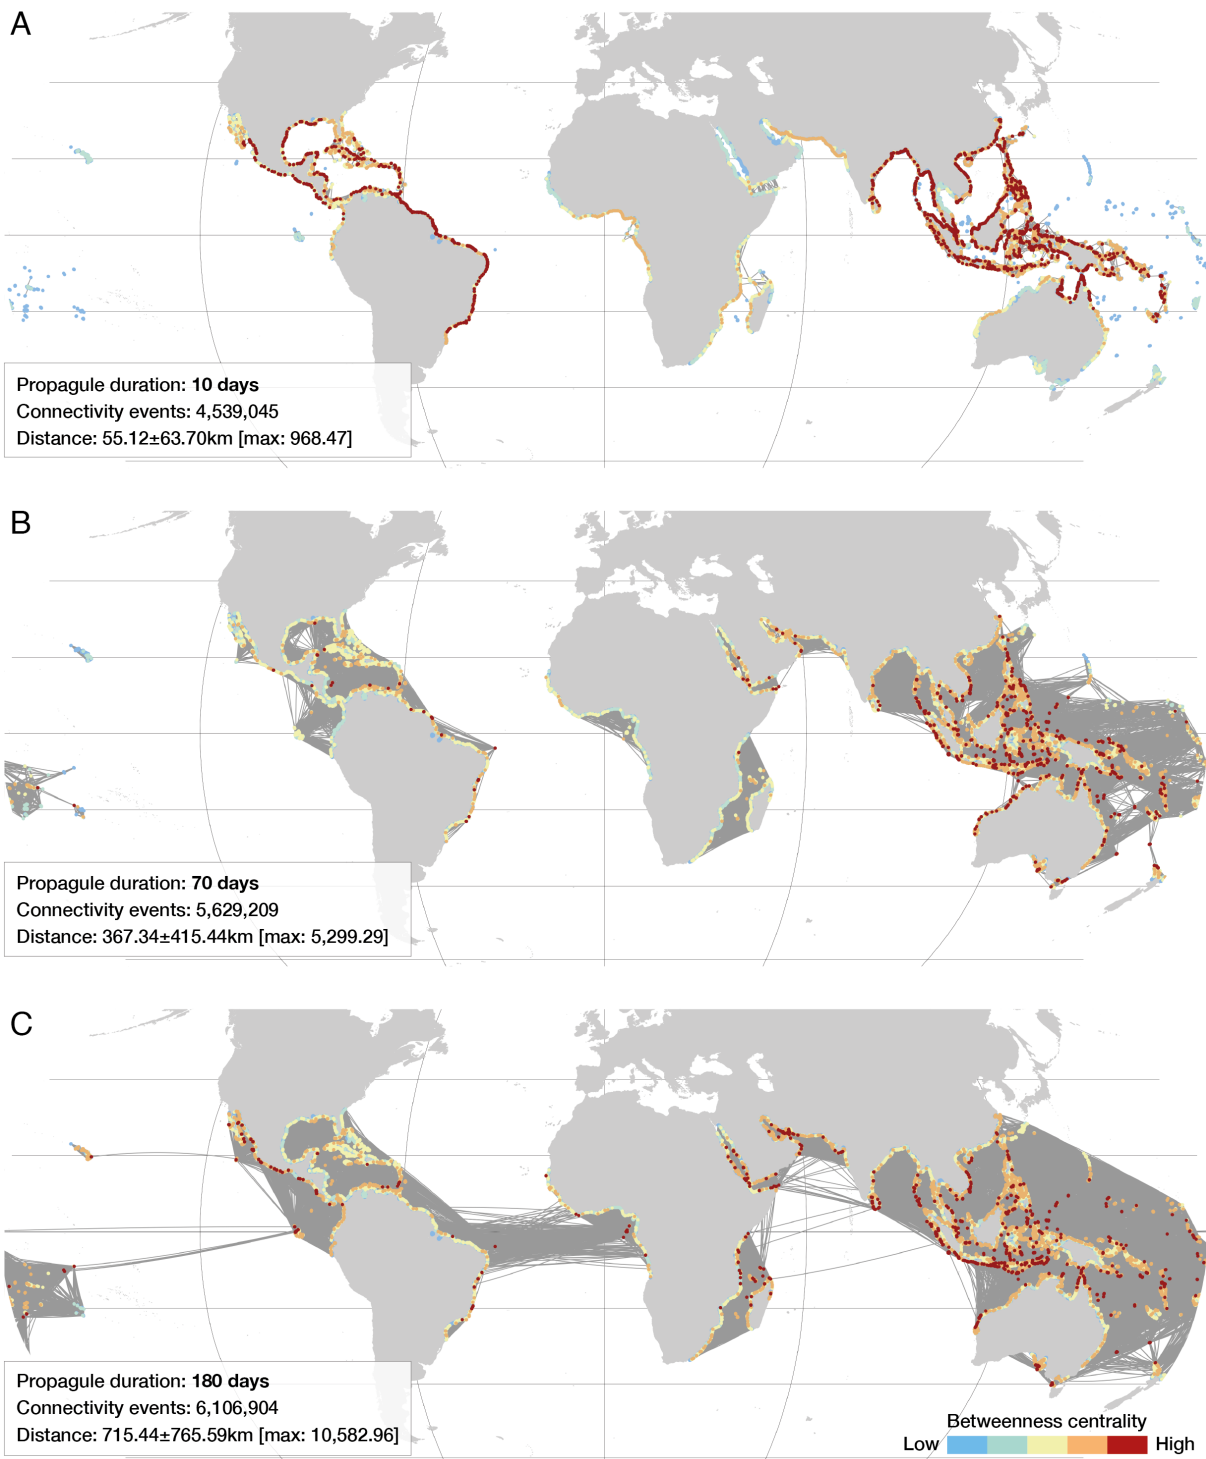 A
Propagule duration: 10 days
Connectivity events: 4,539,045
Distance: 55.12±63.70km [max: 968.47]
B
Propagule duration: 70 days
Connectivity events: 5,629,209
Distance: 367.34±415.44km [max: 5,299.29]
C
Propagule duration: 180 days
Connectivity events: 6,106,904
Distance: 715.44±765.59km [max: 10,582.96]
Betweenness centrality
Low High